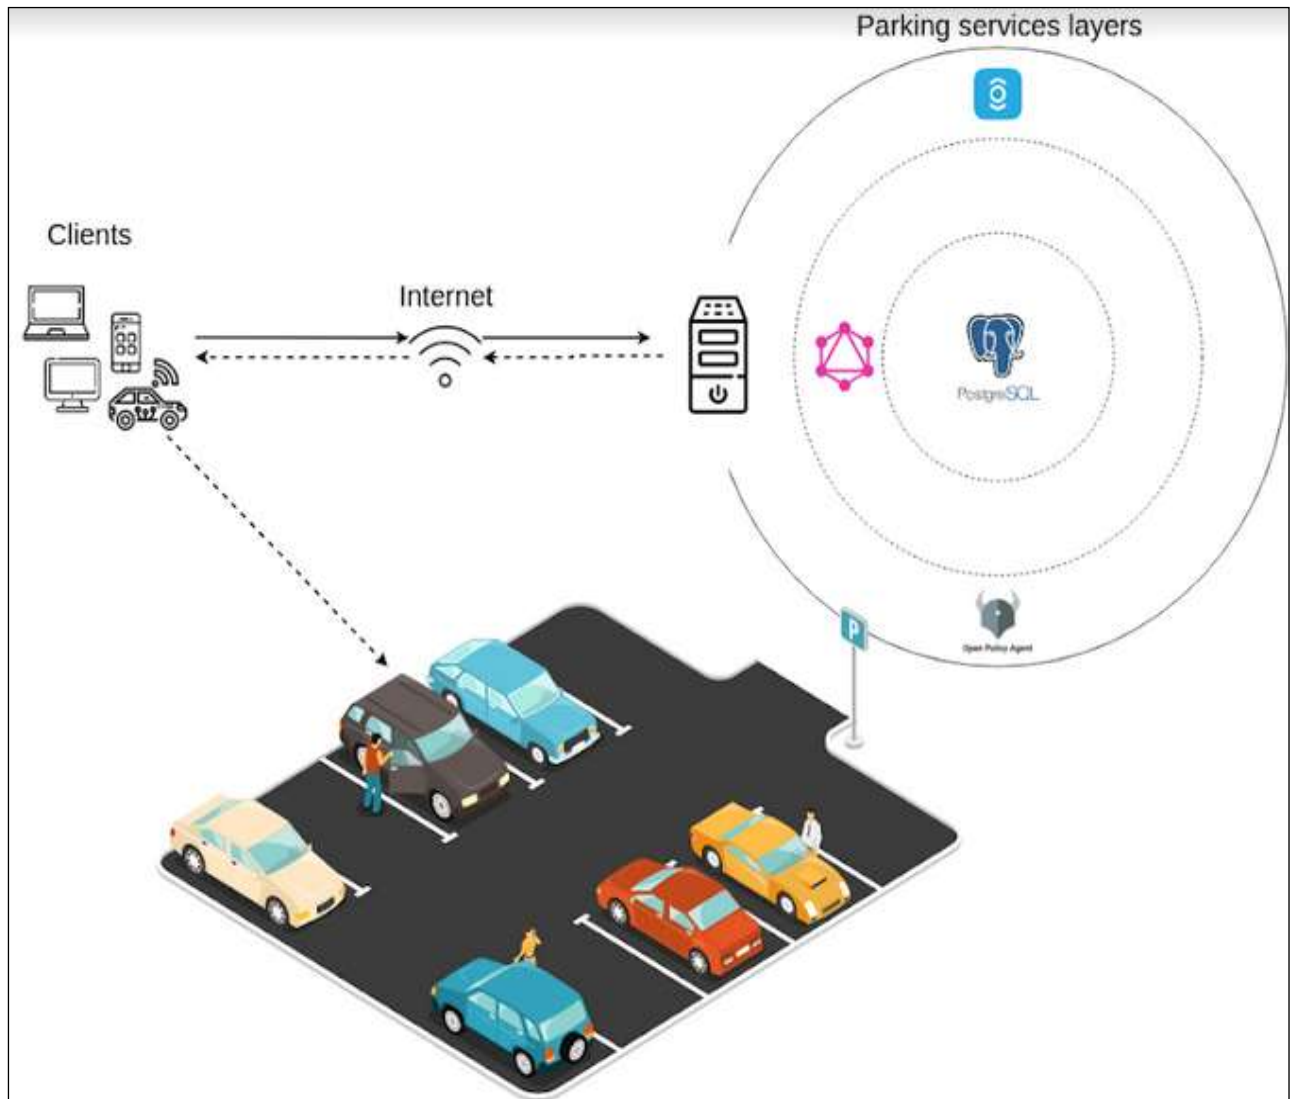 Parking services layers
Clients
Internet
PostgreSQL
Open Policy Agent
P